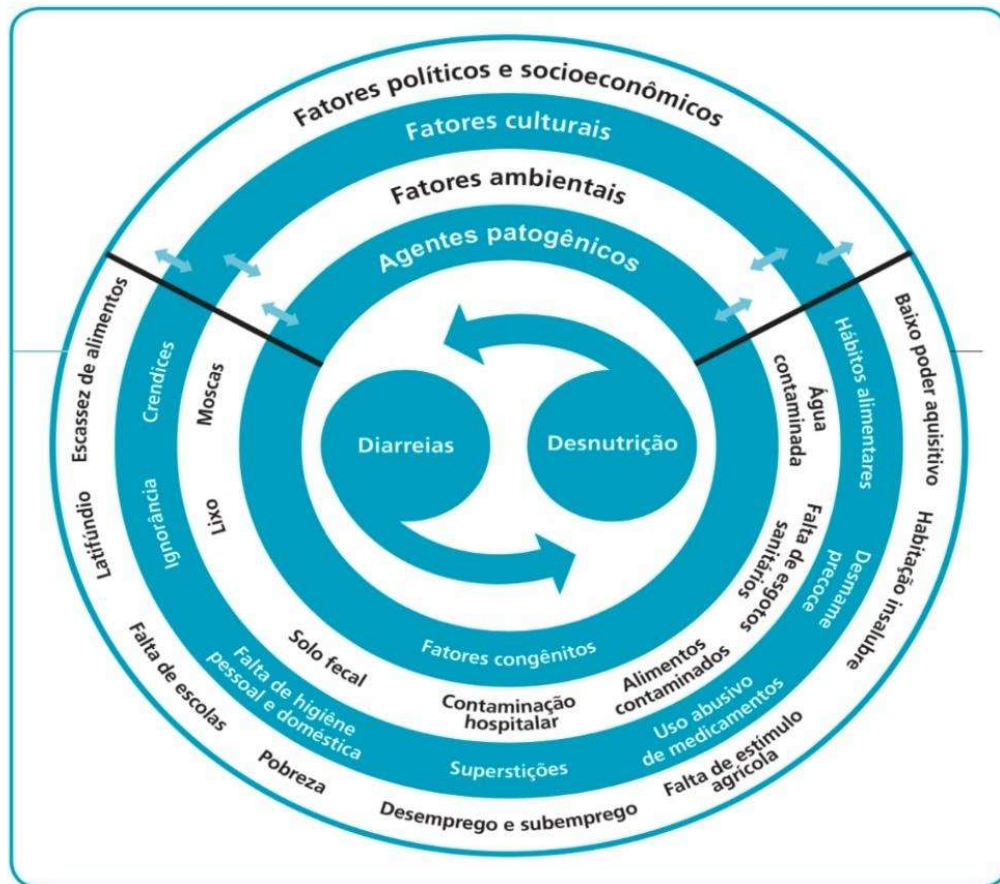 Fatores políticos e socioeconômicos
Fatores culturais
Fatores ambientais
Agentes patogênicos
Diarreias
Desnutrição
Fatores congênitos
Moscas
Lixo
Solo fecal
Contaminação
hospitalar
Alimentos
contaminados
Falta de esgotos
sanitários
Água
contaminada
Crendices
Ignorância
Falta de higiêne
pessoal e doméstica
Superstições
Uso abusivo
de medicamentos
Desmame
precoce
Hábitos alimentares
Escassez de alimentos
Latifúndio
Falta de escolas
Pobreza
Desemprego e subemprego
Falta de estímulo
agrícola
Habitação insalubre
Baixo poder aquisitivo